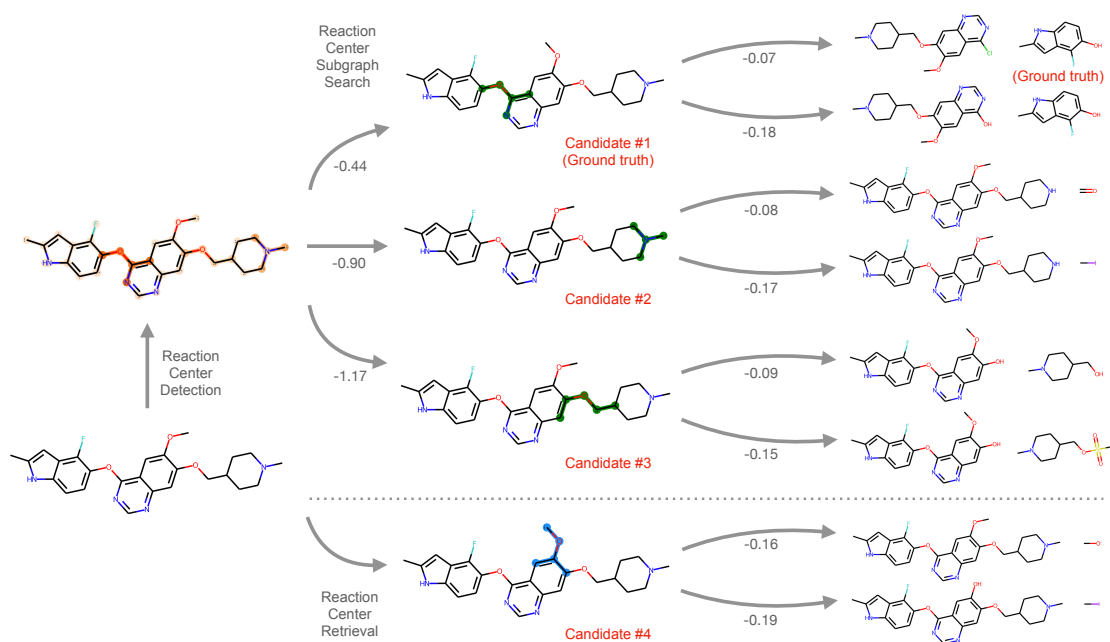 Reaction
Center
Subgraph
Search
-0.44
-0.90
-1.17
Reaction
Center
Detection
Reaction
Center
Retrieval
Candidate #1
(Ground truth)
Candidate #2
Candidate #3
Candidate #4
-0.07
(Ground truth)
-0.18
-0.08
-0.17
-0.09
-0.15
-0.16
-0.19